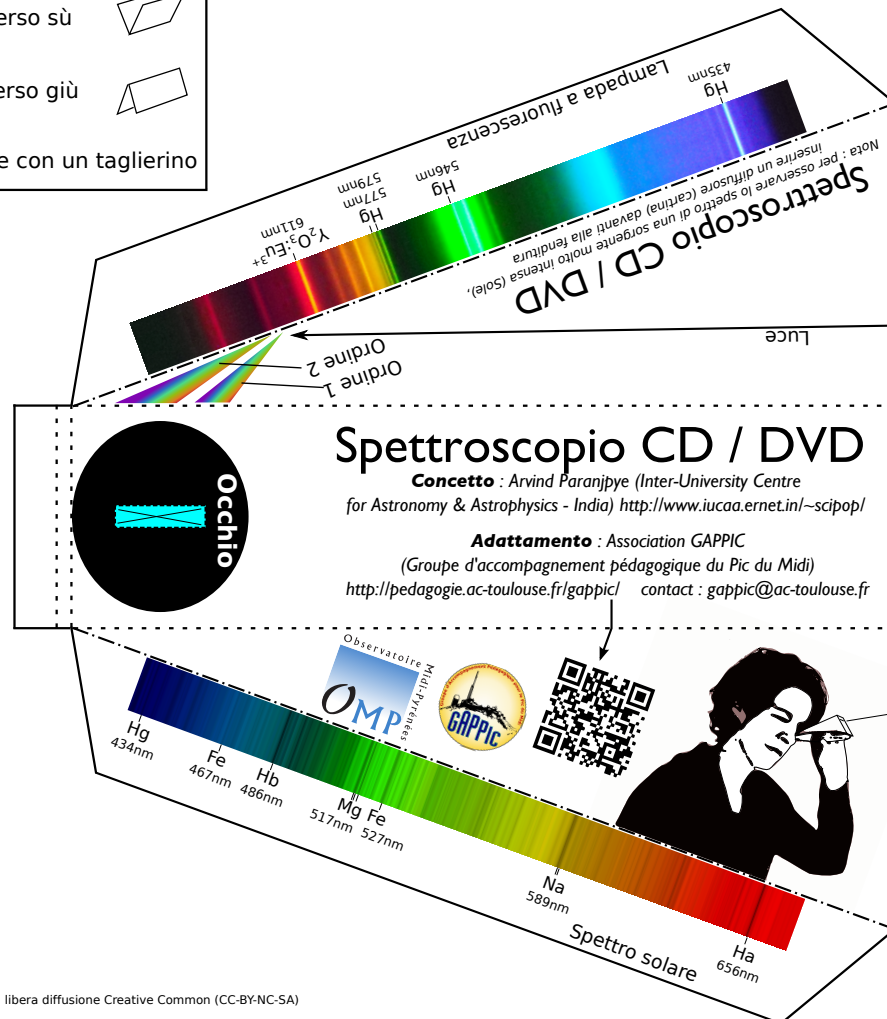 erso sù
erso giù
e con un taglierino
Lampada a fluorescenza
Hg
435nm
Hg
546nm
Hg
577nm
579nm
Y₂O₃:Eu³⁺
611nm
Spettroscopio CD / DVD
Nota : per osservare lo spettro di una sorgente molto intensa (Sole),
inserire un diffusore (cartina) davanti alla fenditura
Luce
Ordine 2
Ordine 1
Occhio
Spettroscopio CD / DVD
Concetto : Arvind Paranjpye (Inter-University Centre
for Astronomy & Astrophysics - India) http://www.iucaa.ernet.in/~scipop/
Adattamento : Association GAPPIC
(Groupe d'accompagnement pédagogique du Pic du Midi)
http://pedagogie.ac-toulouse.fr/gappic/ contact : gappic@ac-toulouse.fr
Observatoire
Midi-Pyrénées
OMP
GAPPIC
Hg
434nm
Fe
467nm
Hb
486nm
Mg
517nm
Fe
527nm
Na
589nm
Ha
656nm
Spettro solare
libera diffusione Creative Common (CC-BY-NC-SA)